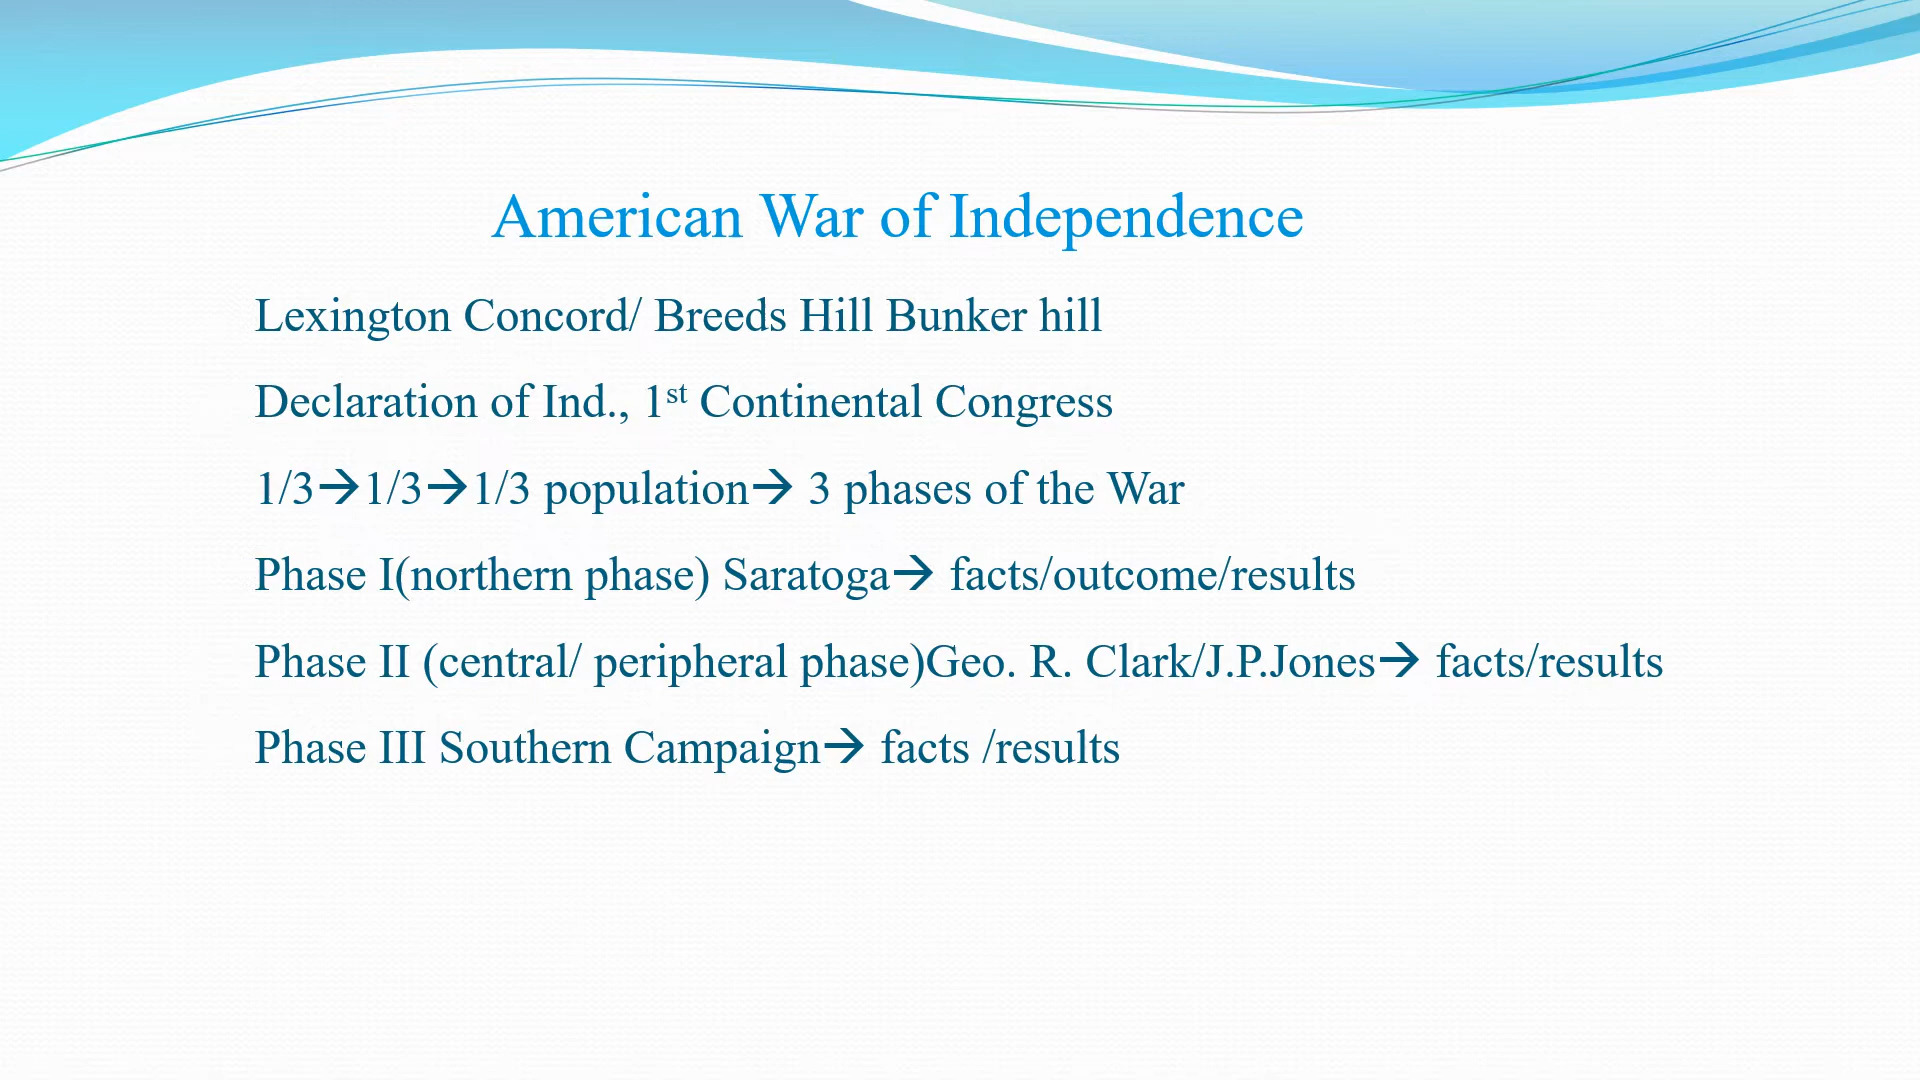 American War of Independence
Lexington Concord/ Breeds Hill Bunker hill
Declaration of Ind., 1st Continental Congress
1/3→1/3→1/3 population→ 3 phases of the War
Phase I(northern phase) Saratoga→ facts/outcome/results
Phase II (central/ peripheral phase)Geo. R. Clark/J.P.Jones→ facts/results
Phase III Southern Campaign→ facts /results